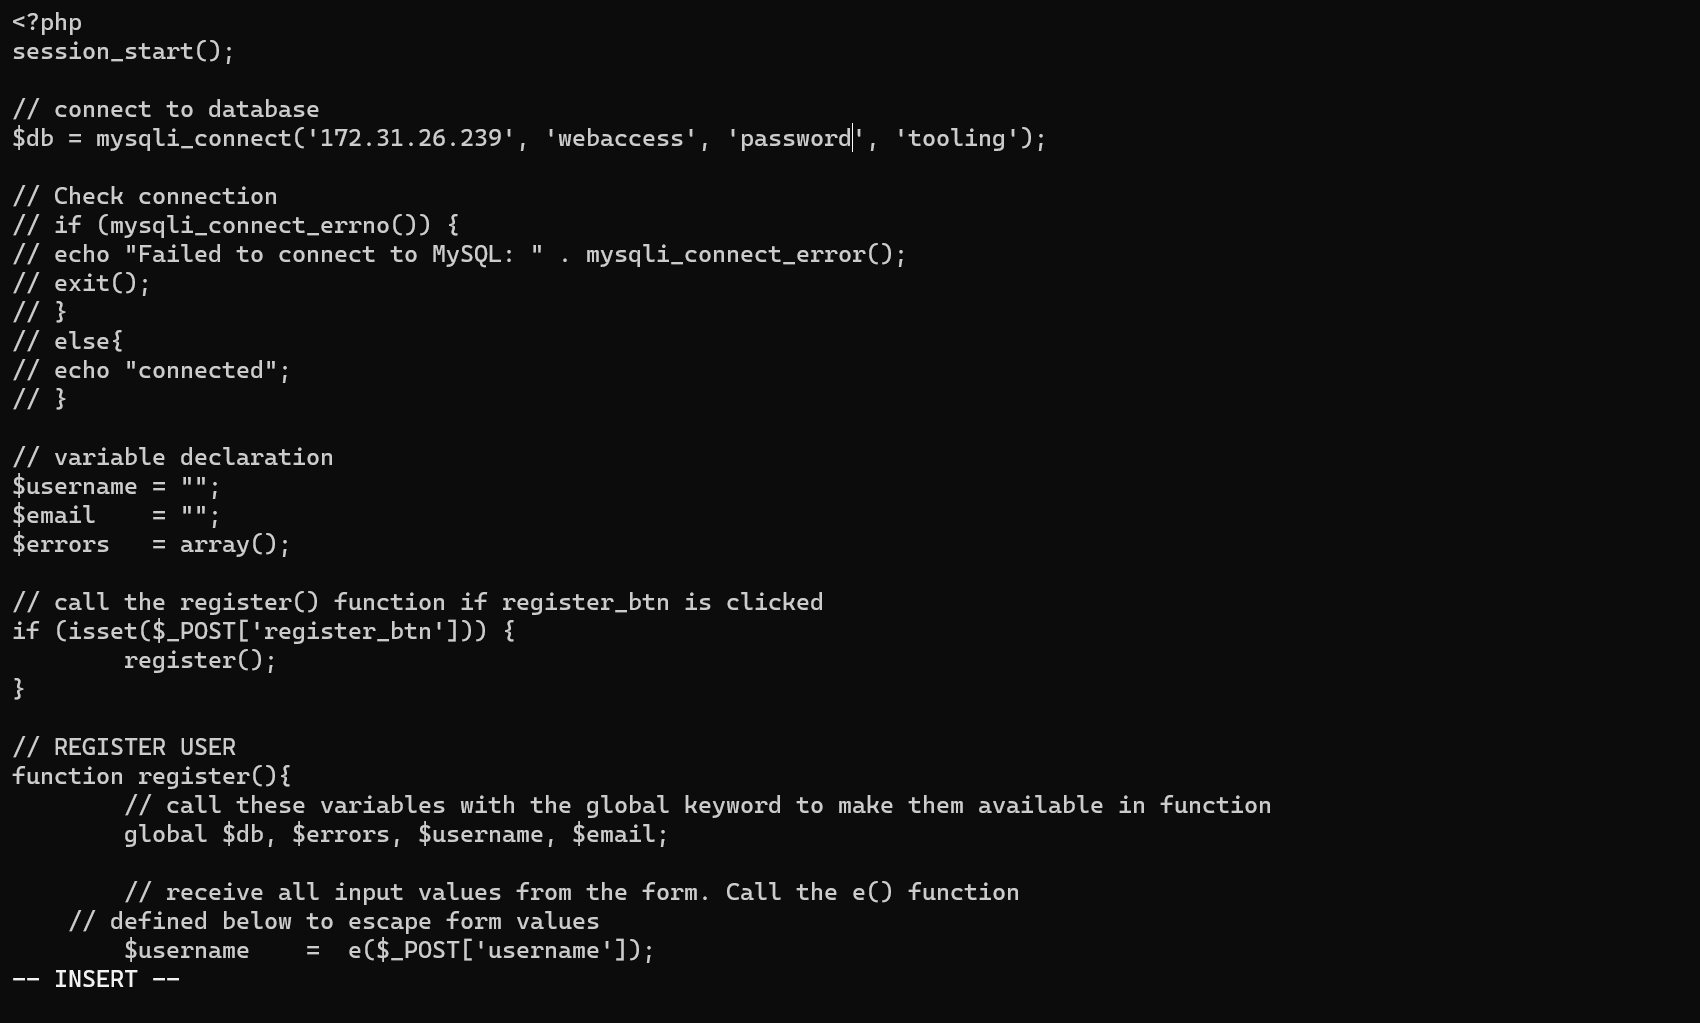 <?php
session_start();

// connect to database
$db = mysqli_connect('172.31.26.239', 'webaccess', 'password', 'tooling');

// Check connection
// if (mysqli_connect_errno()) {
// echo "Failed to connect to MySQL: " . mysqli_connect_error();
// exit();
// }
// else{
// echo "connected";
// }

// variable declaration
$username = "";
$email    = "";
$errors   = array();

// call the register() function if register_btn is clicked
if (isset($_POST['register_btn'])) {
        register();
}

// REGISTER USER
function register(){
        // call these variables with the global keyword to make them available in function
        global $db, $errors, $username, $email;

        // receive all input values from the form. Call the e() function
    // defined below to escape form values
        $username    =  e($_POST['username']);
-- INSERT --